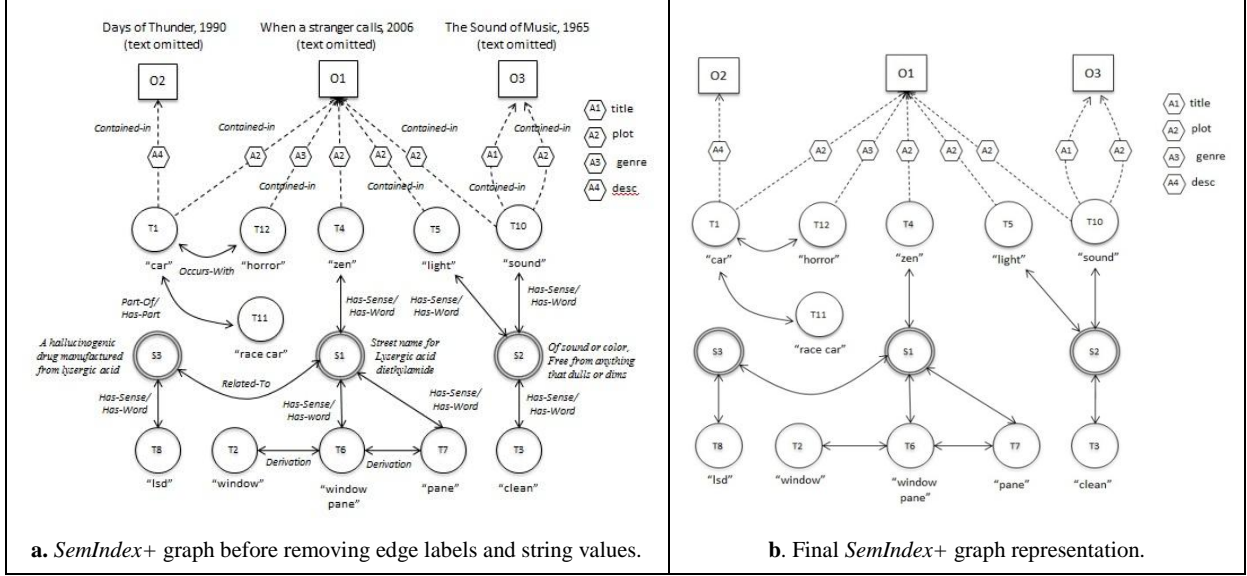 Days of Thunder, 1990
(text omitted)
When a stranger calls, 2006
(text omitted)
The Sound of Music, 1965
(text omitted)
O2
O1
O3
A1 title
A2 plot
A3 genre
A4 desc
Contained-in
Contained-in
Contained-in
Contained-in
A4
A2
A3
A2
A2
A2
A1
A2
Contained-in
Contained-in
Contained-in
T1
T12
T4
T5
T10
"car"
"horror"
"zen"
"light"
"sound"
Occurs-With
Part-Of/
Has-Part
Has-Sense/
Has-Word
Has-Sense/
Has-Word
Has-Sense/
Has-Word
T11
"race car"
A hallucinogenic
drug manufactured
from lysergic acid
S3
S1
Street name for
Lysergic acid
diethylamide
S2
Of sound or color,
Free from anything
that dulls or dims
Related-To
Has-Sense/
Has-Word
Has-Sense/
Has-word
Has-Sense/
Has-Word
Has-Sense/
Has-Word
T8
T2
T6
T7
T3
Derivation
Derivation
"lsd"
"window"
"window
pane"
"pane"
"clean"
a. SemIndex+ graph before removing edge labels and string values.
O2
O1
O3
A1 title
A2 plot
A3 genre
A4 desc
A4
A2
A3
A2
A2
A2
A1
A2
T1
T12
T4
T5
T10
"car"
"horror"
"zen"
"light"
"sound"
T11
"race car"
S3
S1
S2
T8
T2
T6
T7
T3
"lsd"
"window"
"window
pane"
"pane"
"clean"
b. Final SemIndex+ graph representation.